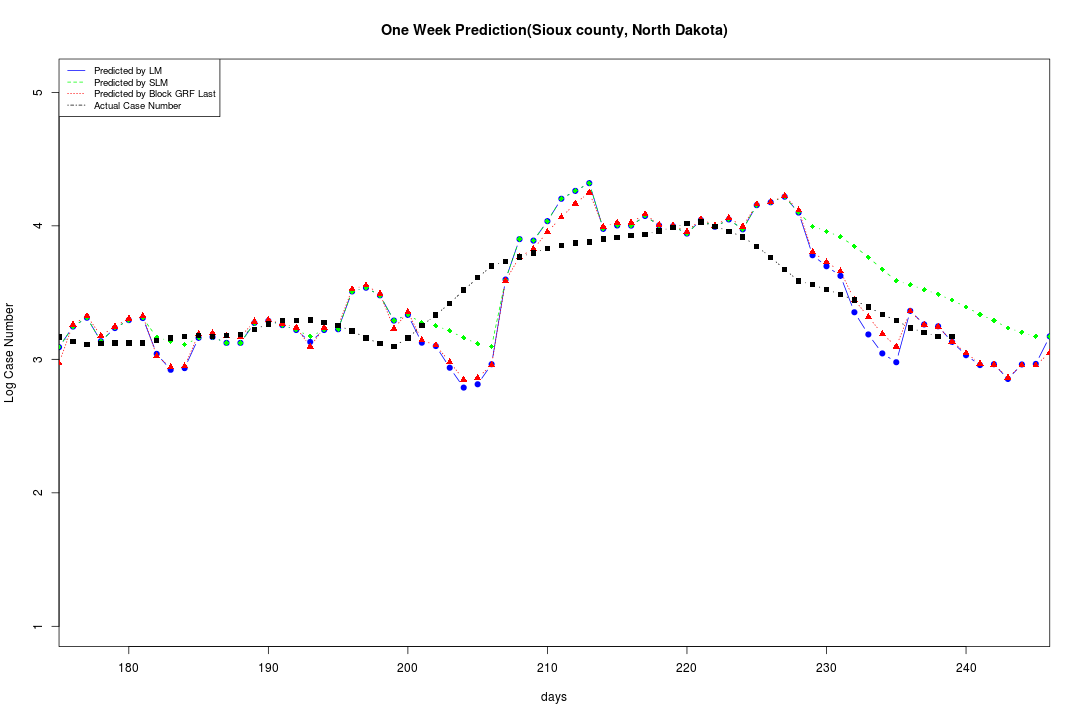 One Week Prediction(Sioux county, North Dakota)
Predicted by LM
Predicted by SLM
Predicted by Block GRF Last
Actual Case Number
5
4
3
2
1
Log Case Number
180 190 200 210 220 230 240
days